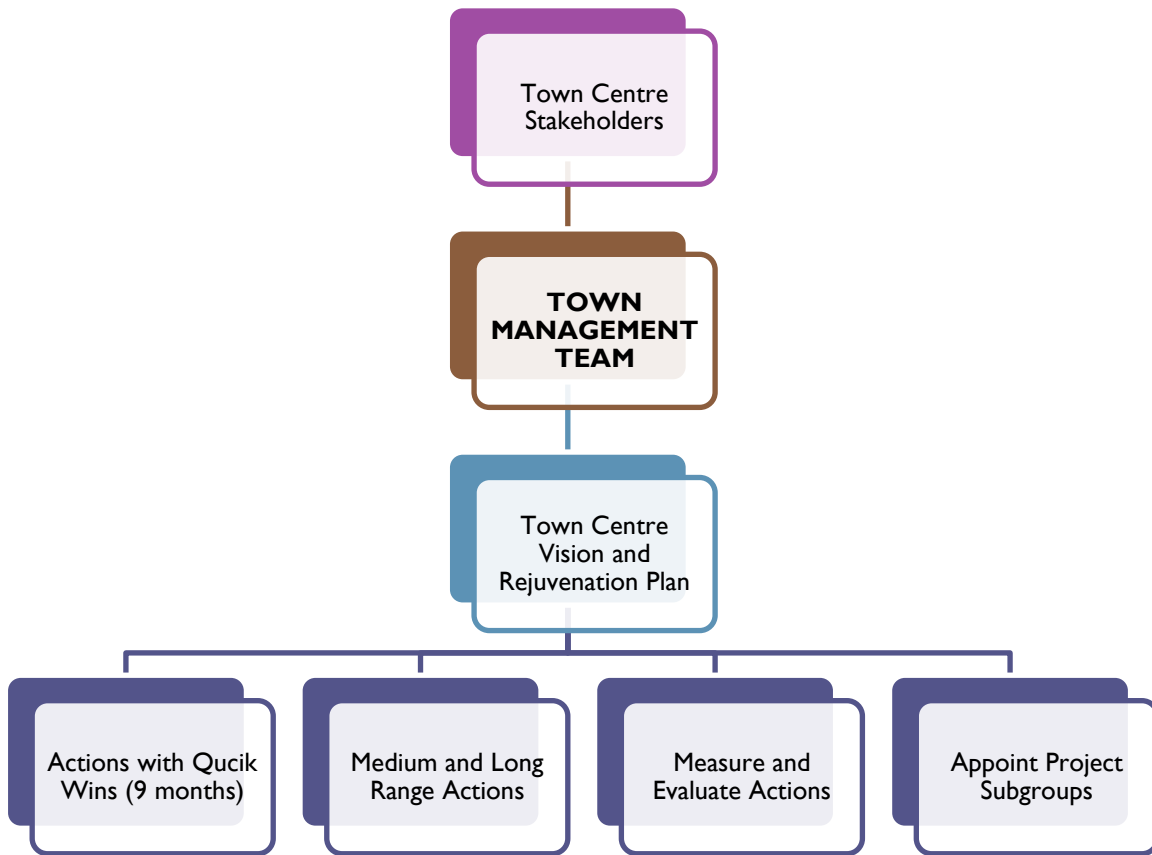 Town Centre
Stakeholders
TOWN
MANAGEMENT
TEAM
Town Centre
Vision and
Rejuvenation Plan
Actions with Qucik
Wins (9 months)
Medium and Long
Range Actions
Measure and
Evaluate Actions
Appoint Project
Subgroups